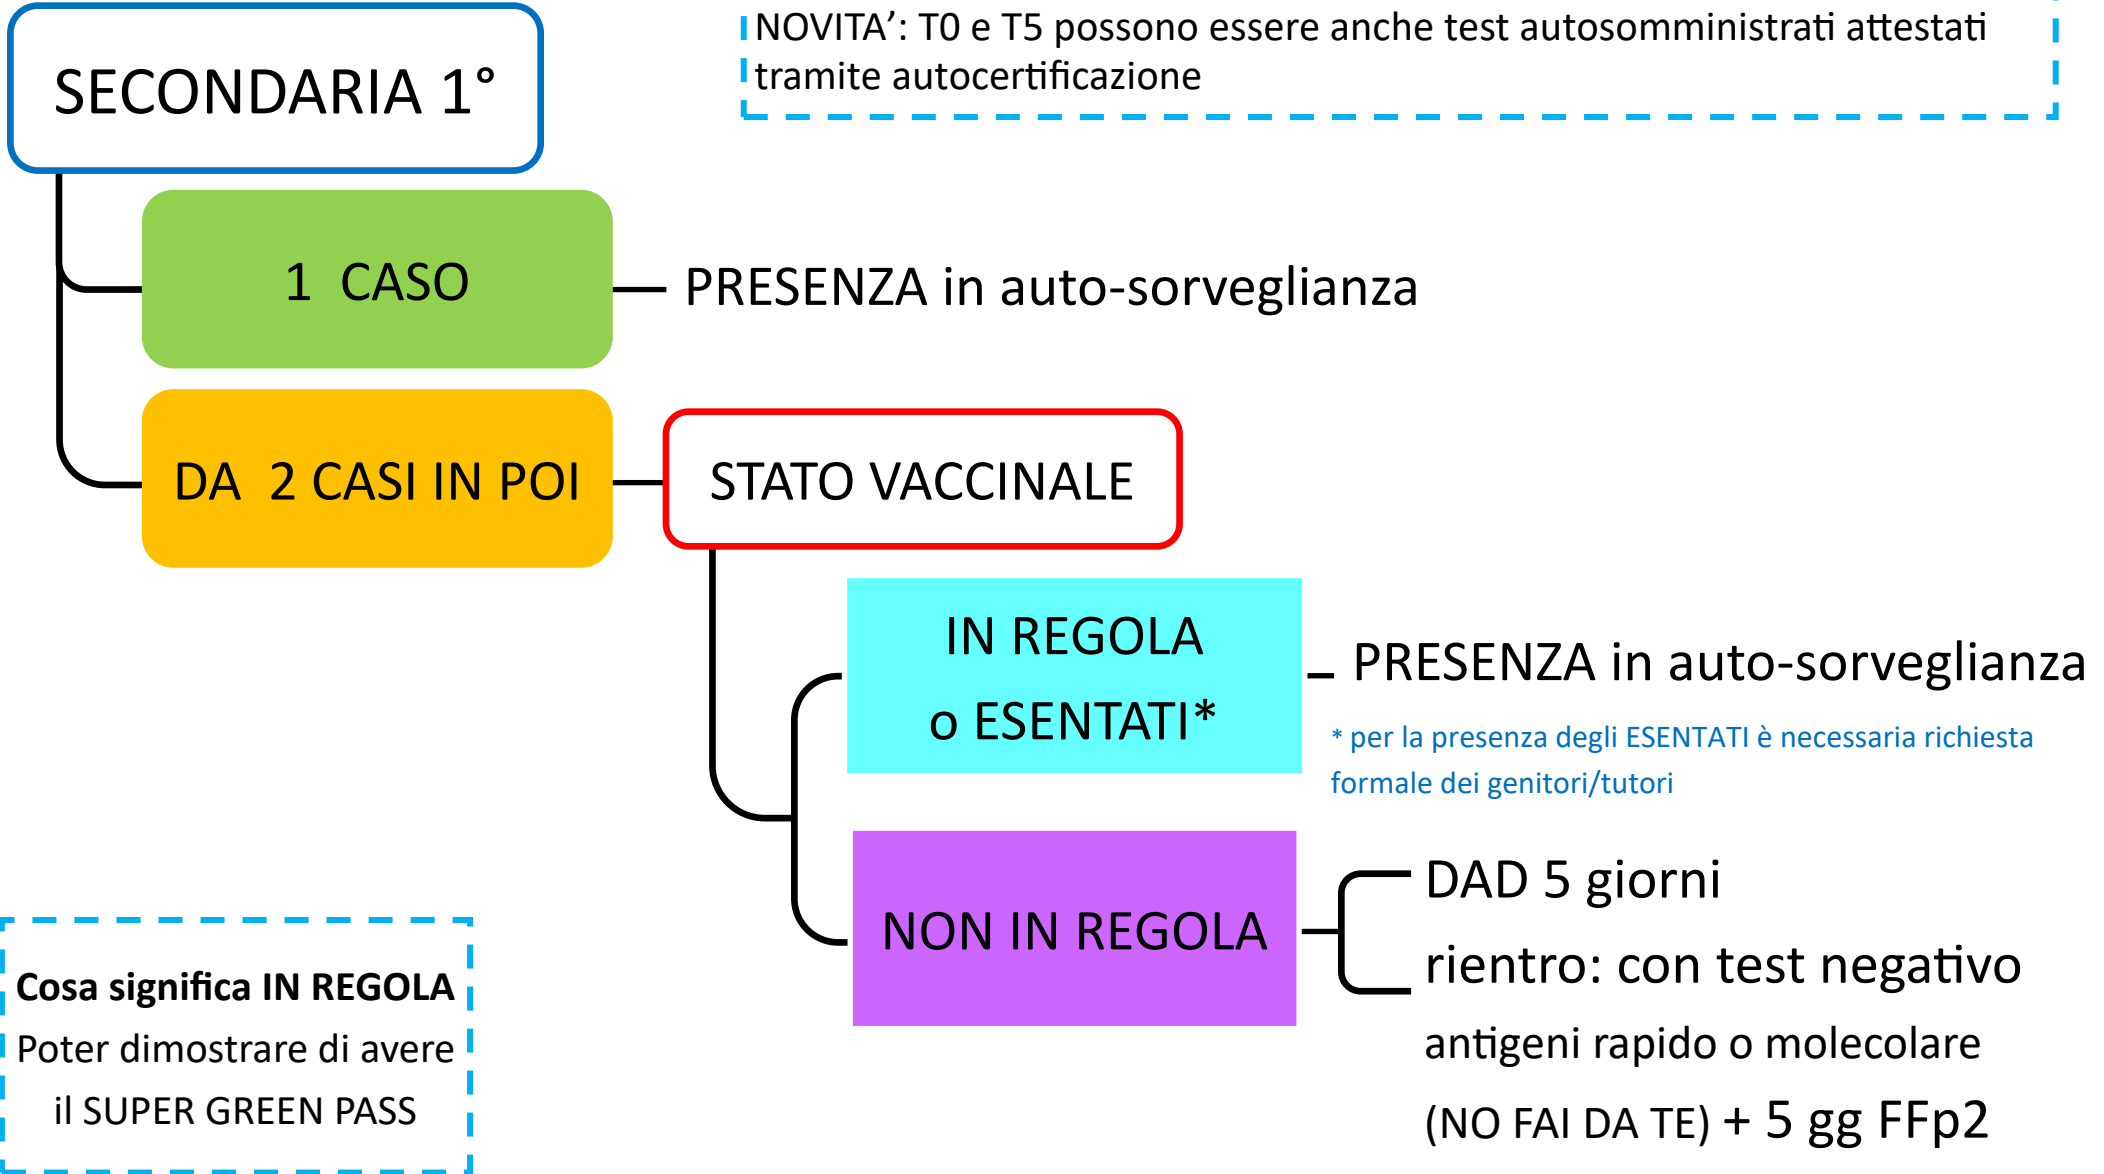 NOVITA’: T0 e T5 possono essere anche test autosomministrati attestati
tramite autocertificazione
SECONDARIA 1°
1 CASO
PRESENZA in auto-sorveglianza
DA 2 CASI IN POI
STATO VACCINALE
IN REGOLA
o ESENTATI*
PRESENZA in auto-sorveglianza
* per la presenza degli ESENTATI è necessaria richiesta
formale dei genitori/tutori
NON IN REGOLA
DAD 5 giorni
rientro: con test negativo
antigeni rapido o molecolare
(NO FAI DA TE) + 5 gg FFp2
Cosa significa IN REGOLA
Poter dimostrare di avere
il SUPER GREEN PASS